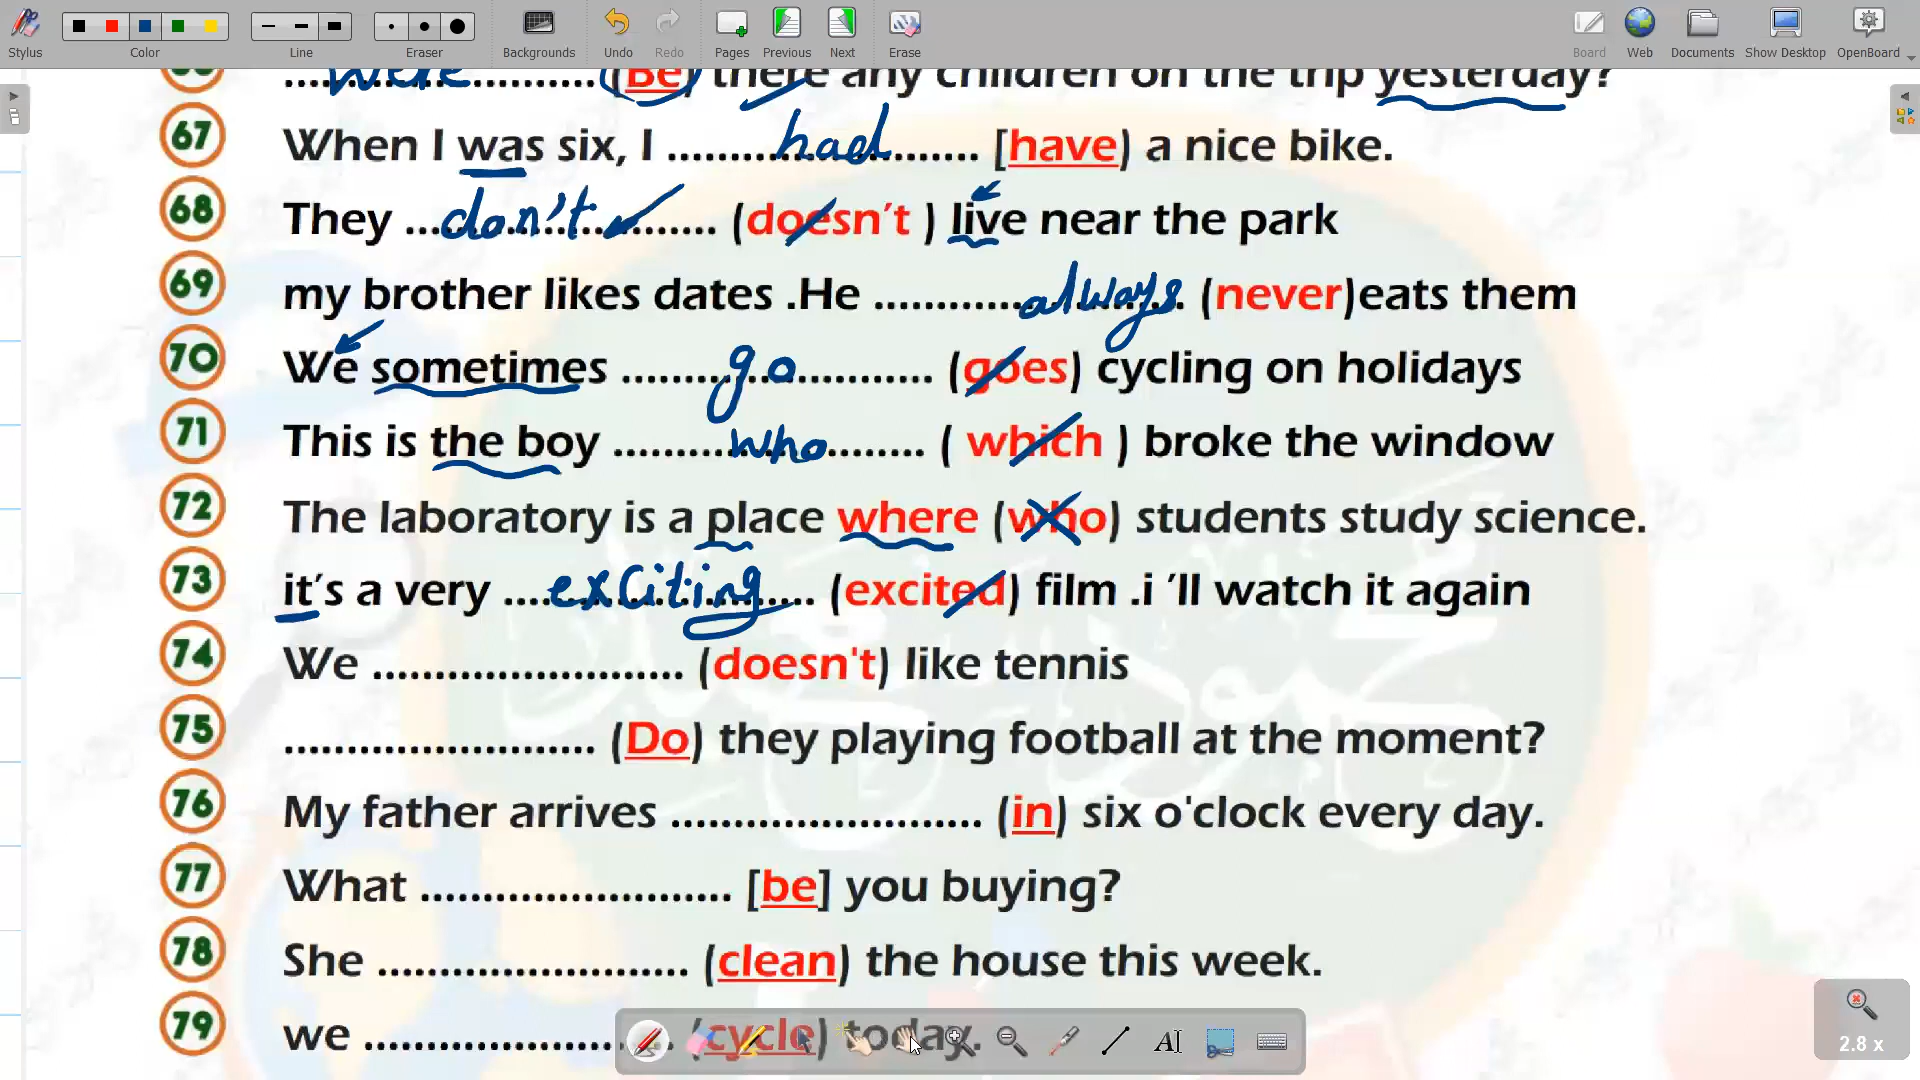 Stylus Color Line Eraser Backgrounds Undo Redo Pages Previous Next Erase Board Web Documents Show Desktop OpenBoard
......were.......... (Be) there any children on the trip yesterday?
67 When I was six, I ........had........ [have) a nice bike.
68 They ....don't........ (doesn't ) live near the park
69 my brother likes dates .He ............always. (never)eats them
70 We sometimes ........go........... (goes) cycling on holidays
71 This is the boy .........who........ ( which ) broke the window
72 The laboratory is a place where (who) students study science.
73 it's a very ....exciting.... (excited) film .i 'll watch it again
74 We ......................... (doesn't) like tennis
75 ......................... (Do) they playing football at the moment?
76 My father arrives ......................... (in) six o'clock every day.
77 What ......................... [be] you buying?
78 She ......................... (clean) the house this week.
79 we ......................... (cycle) today.
2.8 x